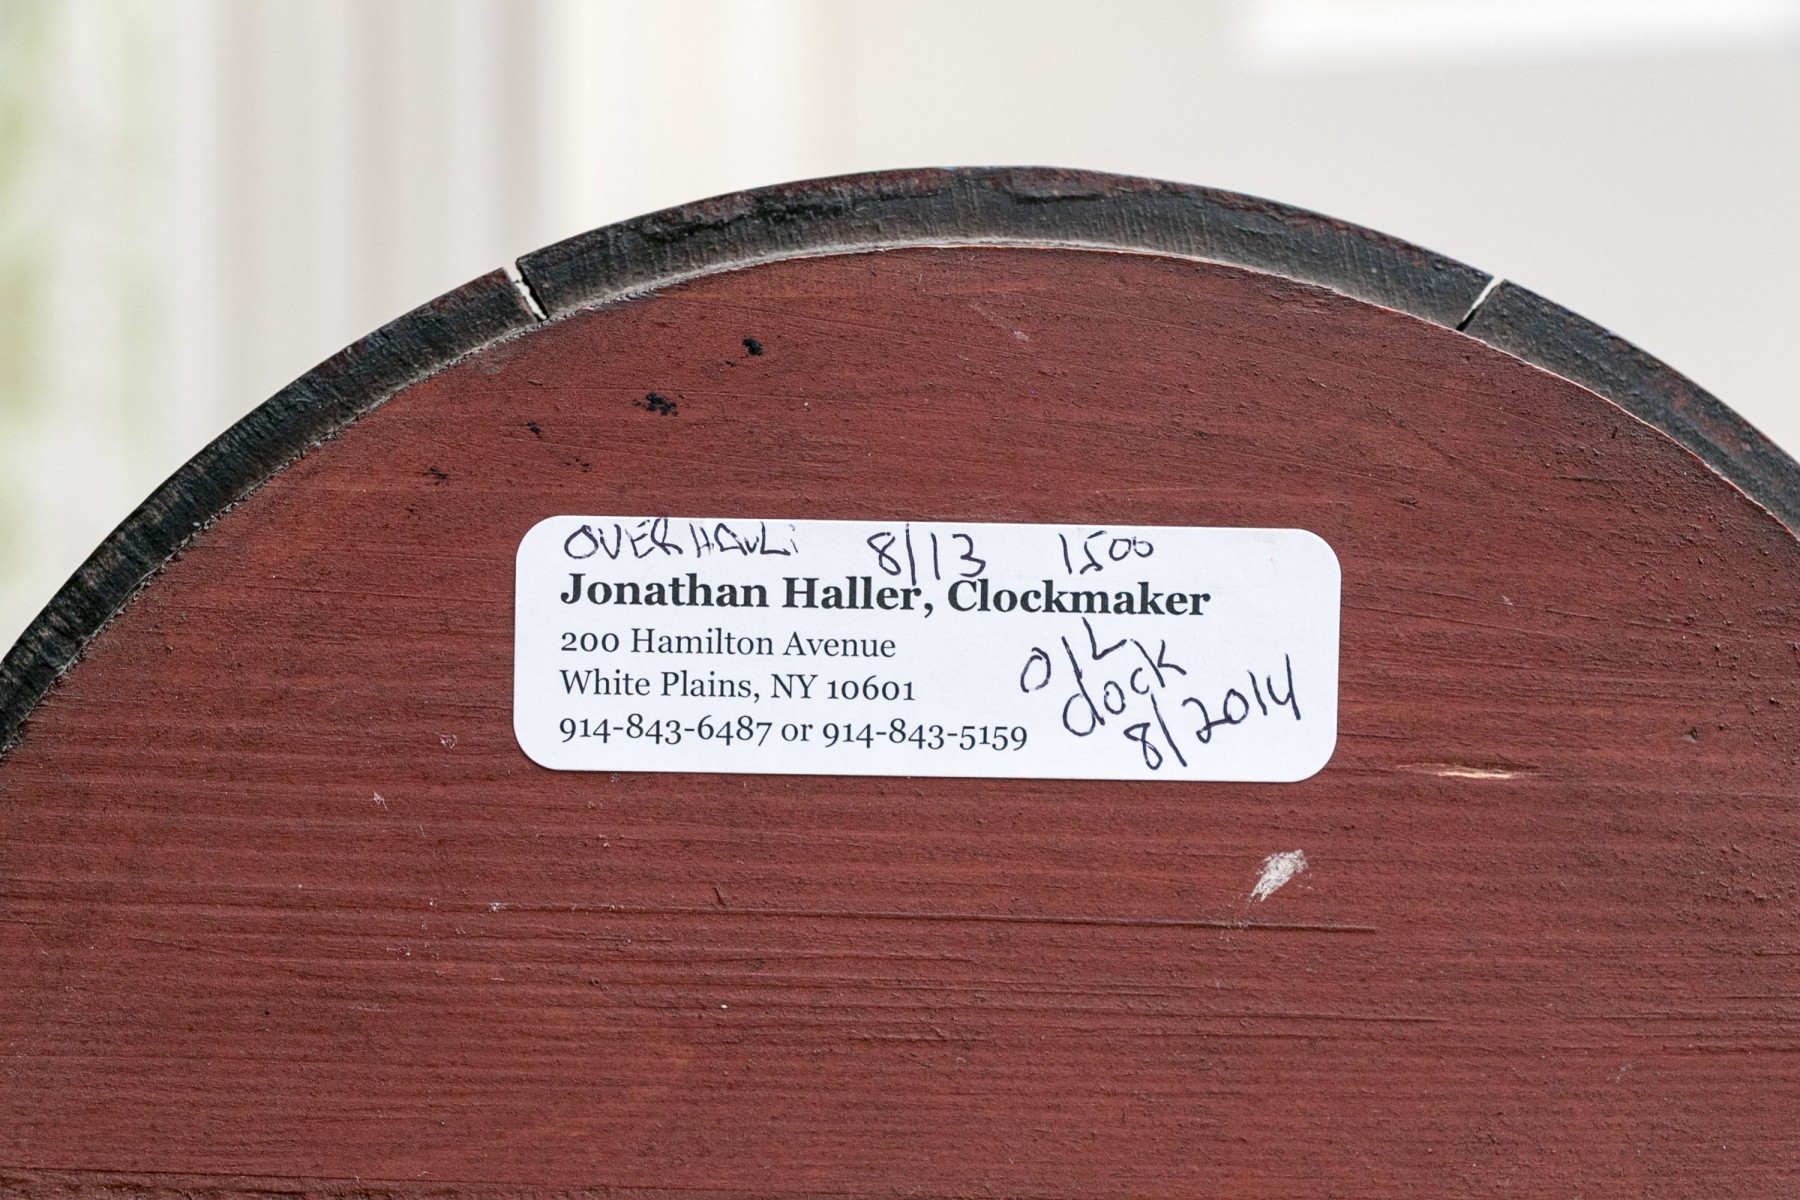 OVERHAUL 8/13 1500
Jonathan Haller, Clockmaker
200 Hamilton Avenue
White Plains, NY 10601
914-843-6487 or 914-843-5159
OIL
clock
8/2014